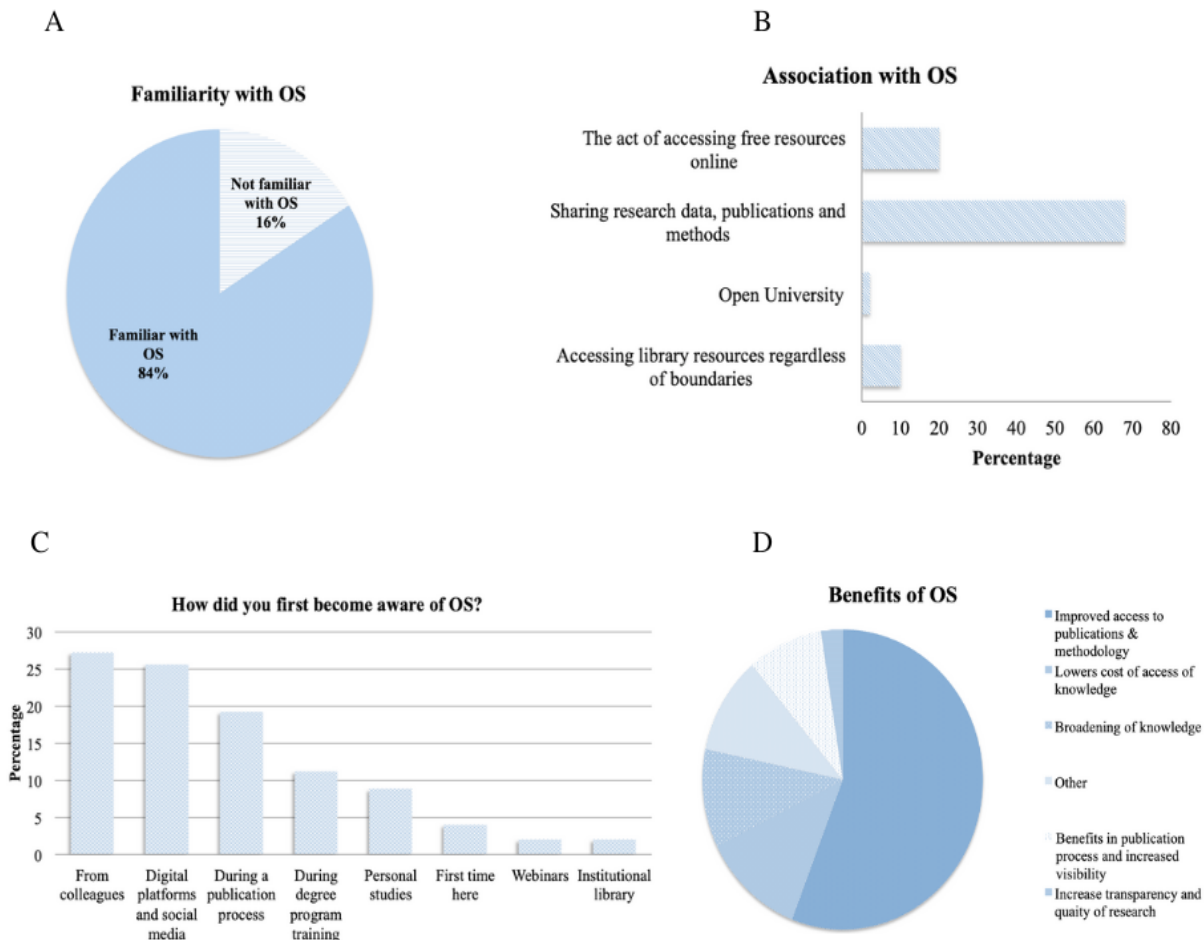 A
Familiarity with OS
Not familiar
with OS
16%
Familiar with
OS
84%
B
Association with OS
The act of accessing free resources
online
Sharing research data, publications and
methods
Open University
Accessing library resources regardless
of boundaries
0 10 20 30 40 50 60 70 80
Percentage
C
How did you first become aware of OS?
Percentage
30
25
20
15
10
5
0
From
colleagues
Digital
platforms
and social
media
During a
publication
process
During
degree
program
training
Personal
studies
First time
here
Webinars
Institutional
library
D
Benefits of OS
Improved access to
publications &
methodology
Lowers cost of access of
knowledge
Broadening of knowledge
Other
Benefits in publication
process and increased
visibility
Increase transparency and
quaity of research